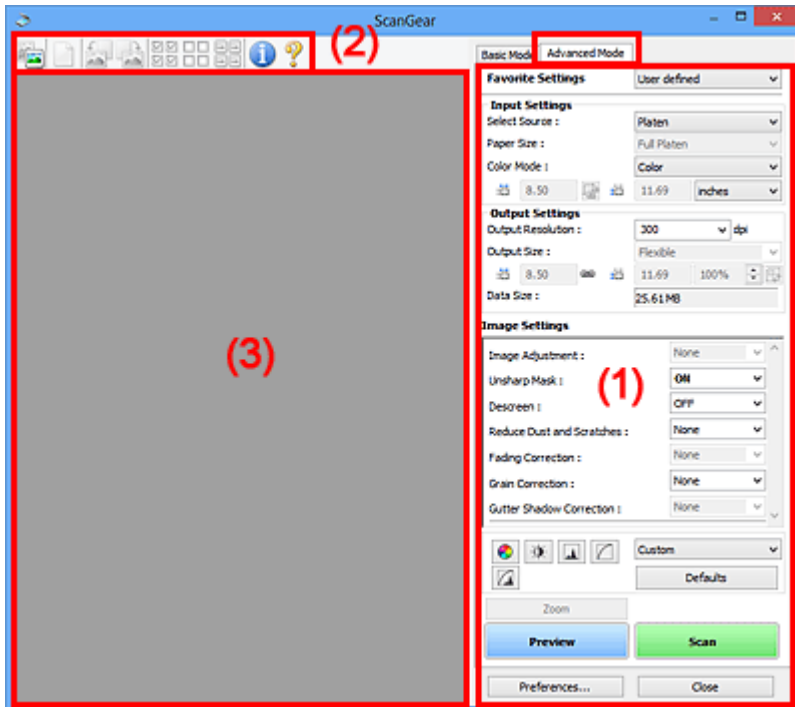 ScanGear
(2)
Basic Mode Advanced Mode
Favorite Settings User defined
Input Settings
Select Source : Platen
Paper Size : Full Platen
Color Mode : Color
8.50 11.69 inches
Output Settings
Output Resolution : 300 dpi
Output Size : Flexible
8.50 11.69 100%
Data Size : 25.61MB
Image Settings
(3)
Image Adjustment : None
(1)
Unsharp Mask : ON
Descreen : OFF
Reduce Dust and Scratches : None
Fading Correction : None
Grain Correction : None
Gutter Shadow Correction : None
Custom
Defaults
Zoom
Preview Scan
Preferences... Close